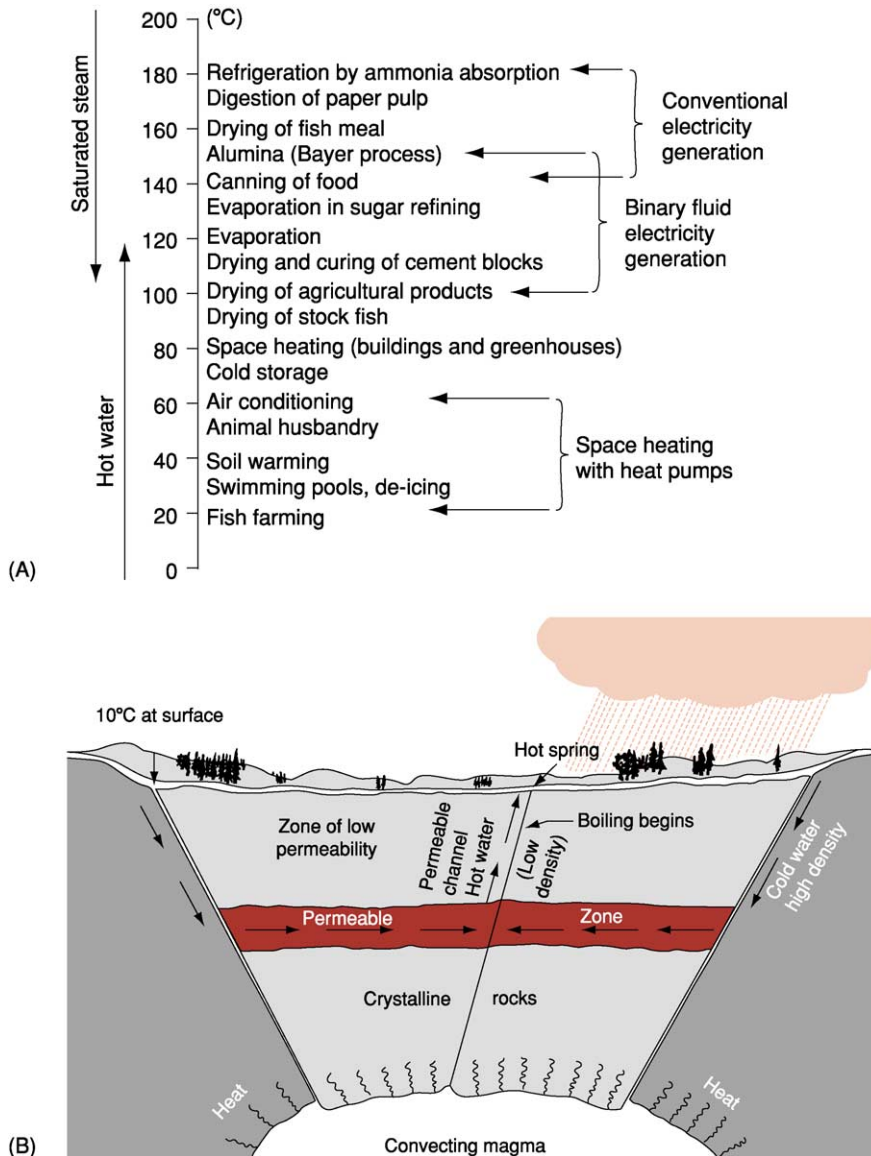 200 (°C)
180 Refrigeration by ammonia absorption
Digestion of paper pulp
160 Drying of fish meal
Alumina (Bayer process)
140 Canning of food
Evaporation in sugar refining
120 Evaporation
Drying and curing of cement blocks
100 Drying of agricultural products
Drying of stock fish
80 Space heating (buildings and greenhouses)
Cold storage
60 Air conditioning
Animal husbandry
40 Soil warming
Swimming pools, de-icing
20 Fish farming
0
Saturated steam
Hot water
Conventional
electricity
generation
Binary fluid
electricity
generation
Space heating
with heat pumps
(A)
10°C at surface
Hot spring
Zone of low
permeability
Permeable
channel
Hot water
Boiling begins
(Low
density)
Cold water
high density
Permeable Zone
Crystalline rocks
Heat
Heat
Convecting magma
(B)